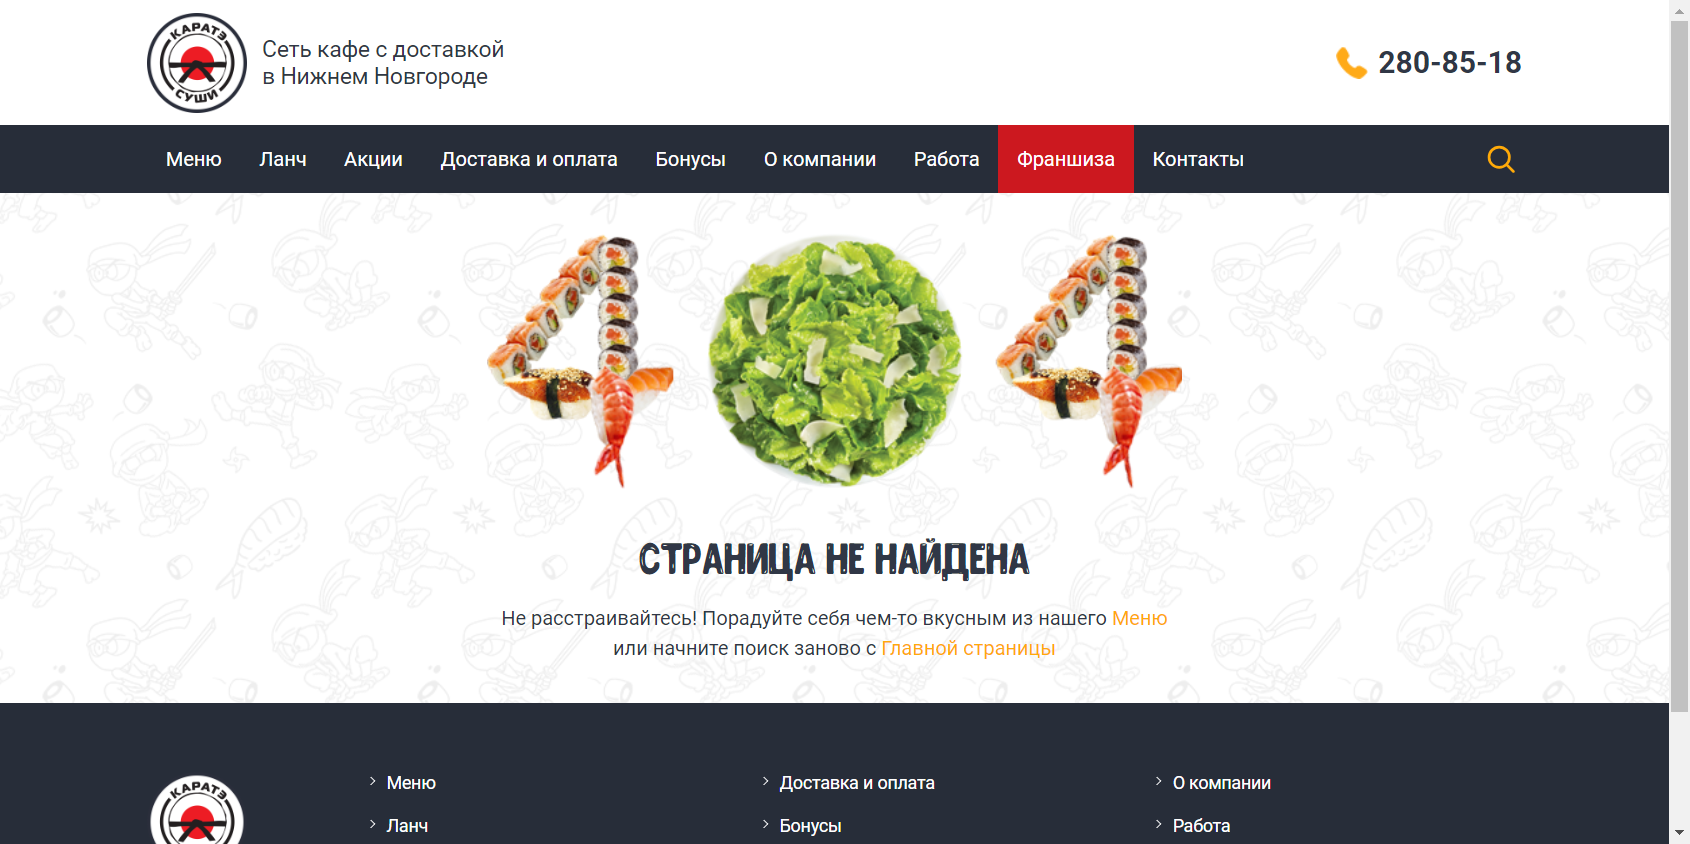 КАРАТЭ
СУШИ
Сеть кафе с доставкой
в Нижнем Новгороде
280-85-18
Меню Ланч Акции Доставка и оплата Бонусы О компании Работа Франшиза Контакты
404
СТРАНИЦА НЕ НАЙДЕНА
Не расстраивайтесь! Порадуйте себя чем-то вкусным из нашего Меню
или начните поиск заново с Главной страницы
КАРАТЭ
Меню Доставка и оплата О компании
Ланч Бонусы Работа